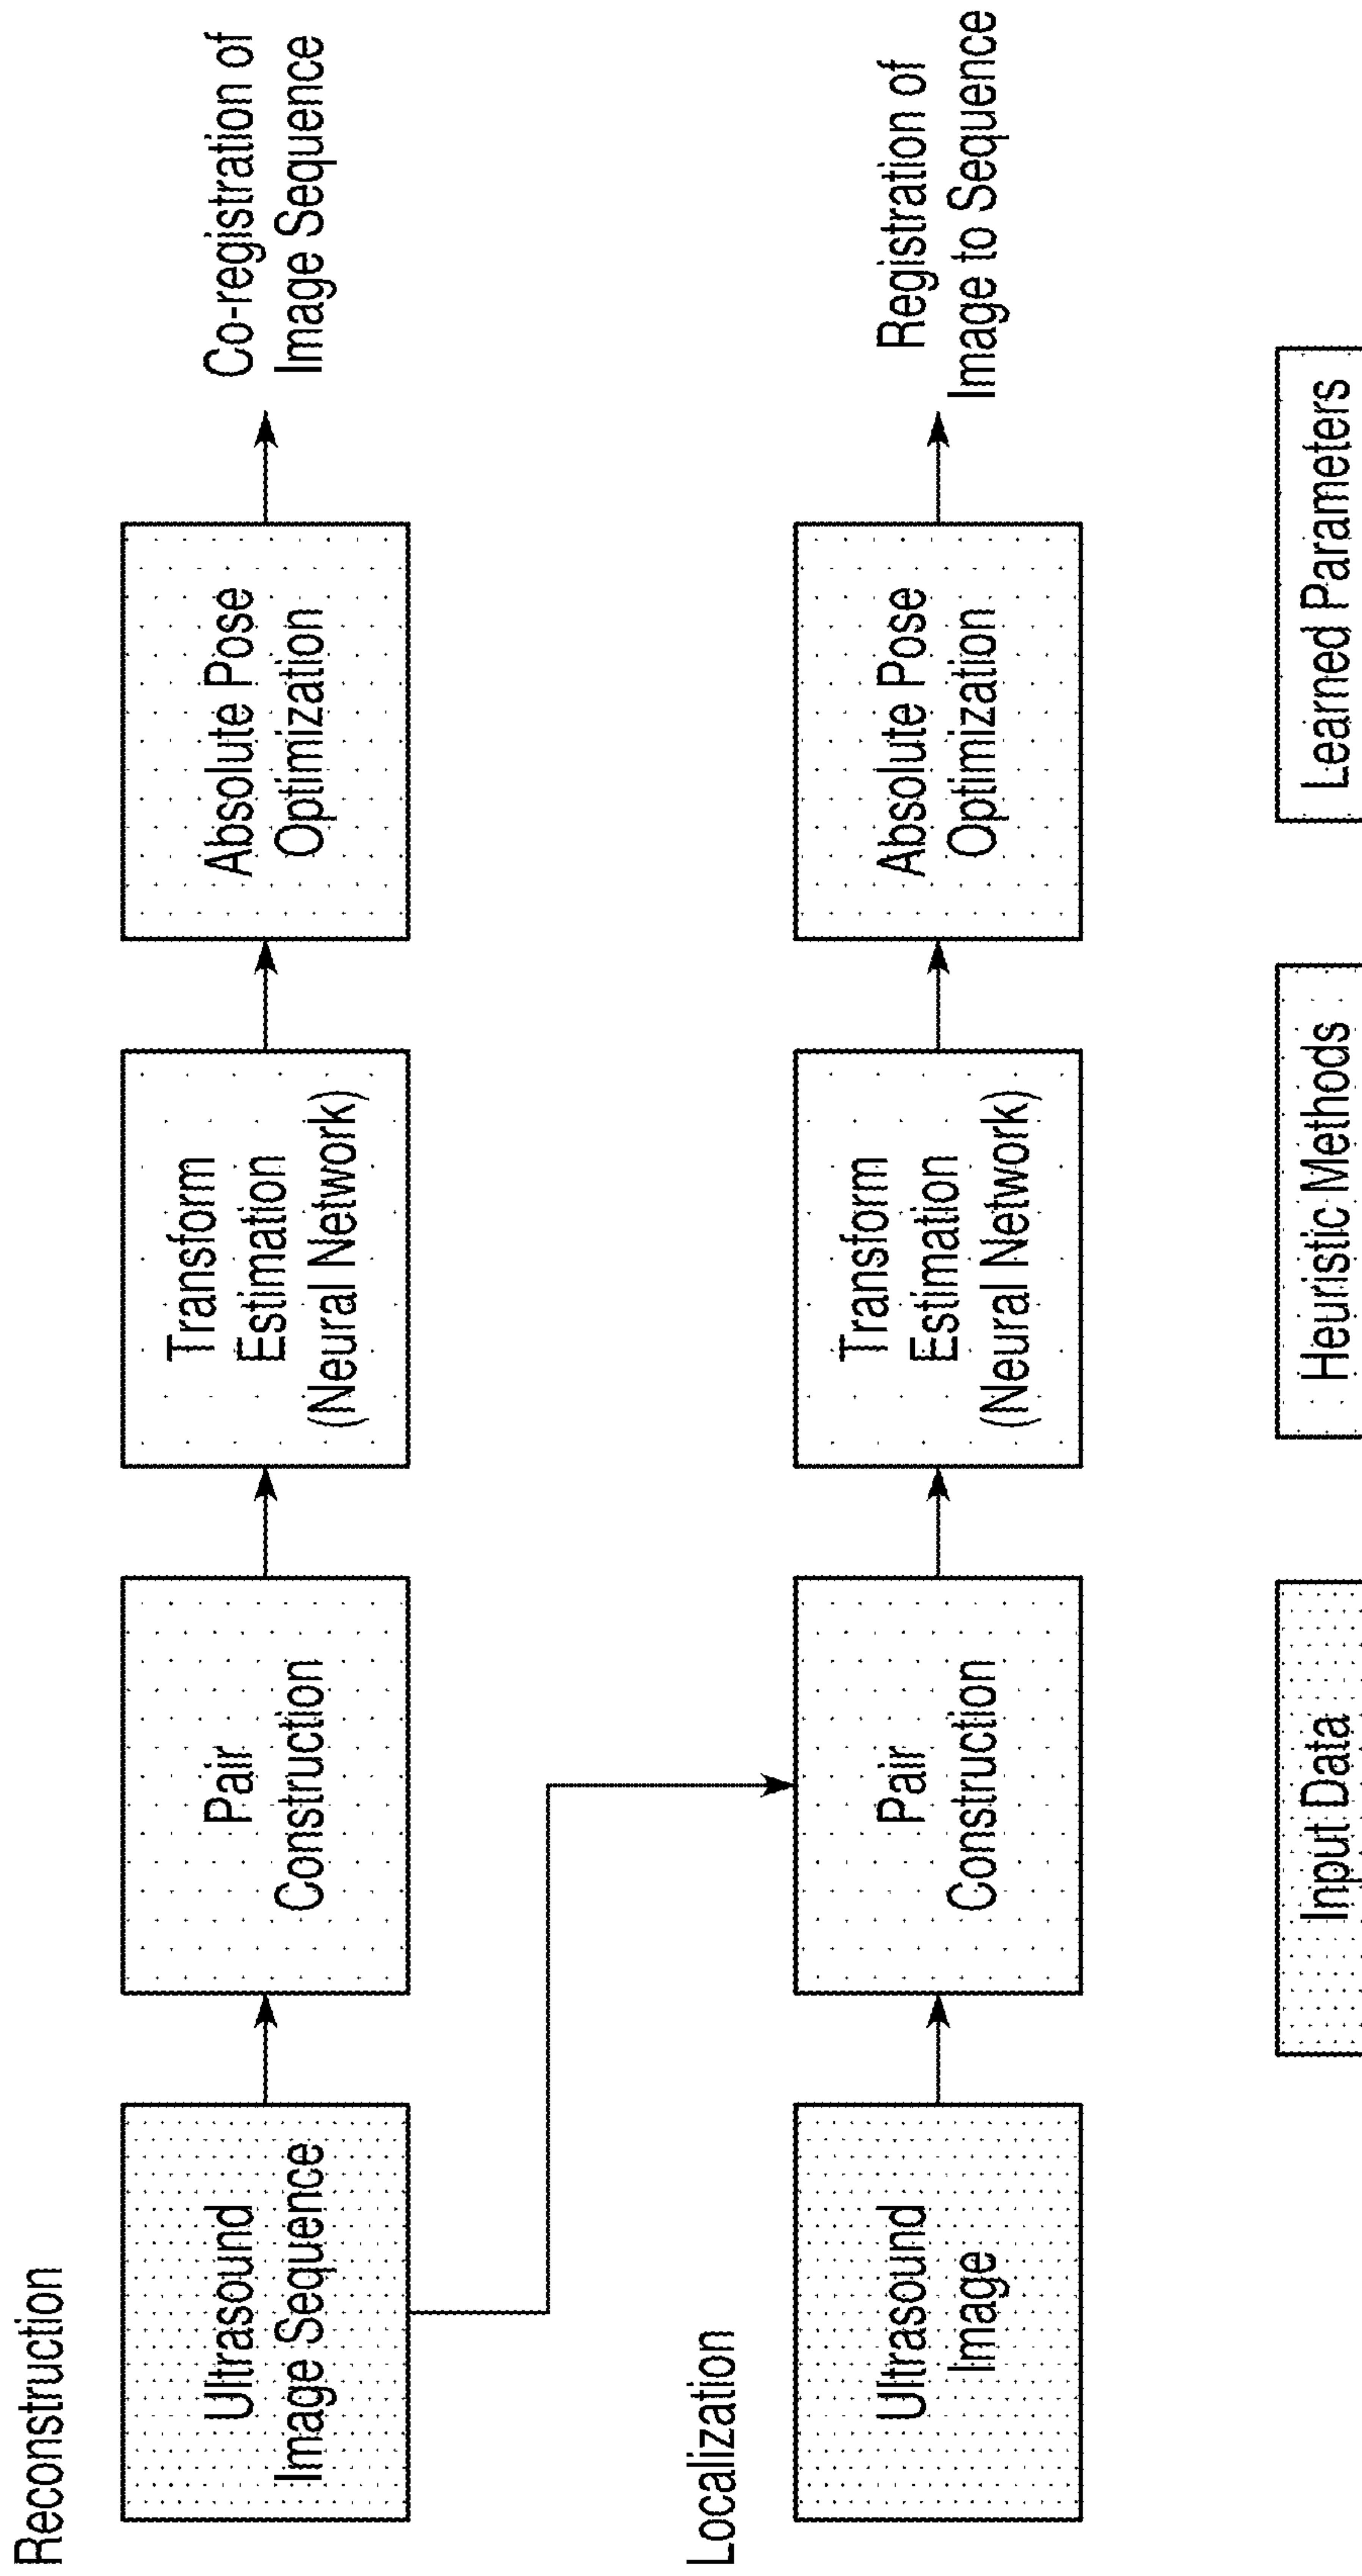 Reconstruction
Ultrasound
Image Sequence
Pair
Construction
Transform
Estimation
(Neural Network)
Absolute Pose
Optimization
Co-registration of
Image Sequence
Localization
Ultrasound
Image
Pair
Construction
Transform
Estimation
(Neural Network)
Absolute Pose
Optimization
Registration of
Image to Sequence
Input Data
Heuristic Methods
Learned Parameters